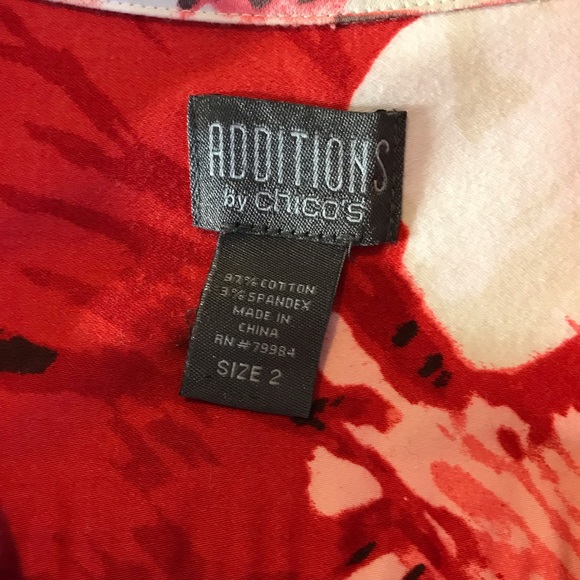 ADDITIONS
by chico's
97% COTTON
3% SPANDEX
MADE IN
CHINA
RN #79984
SIZE 2